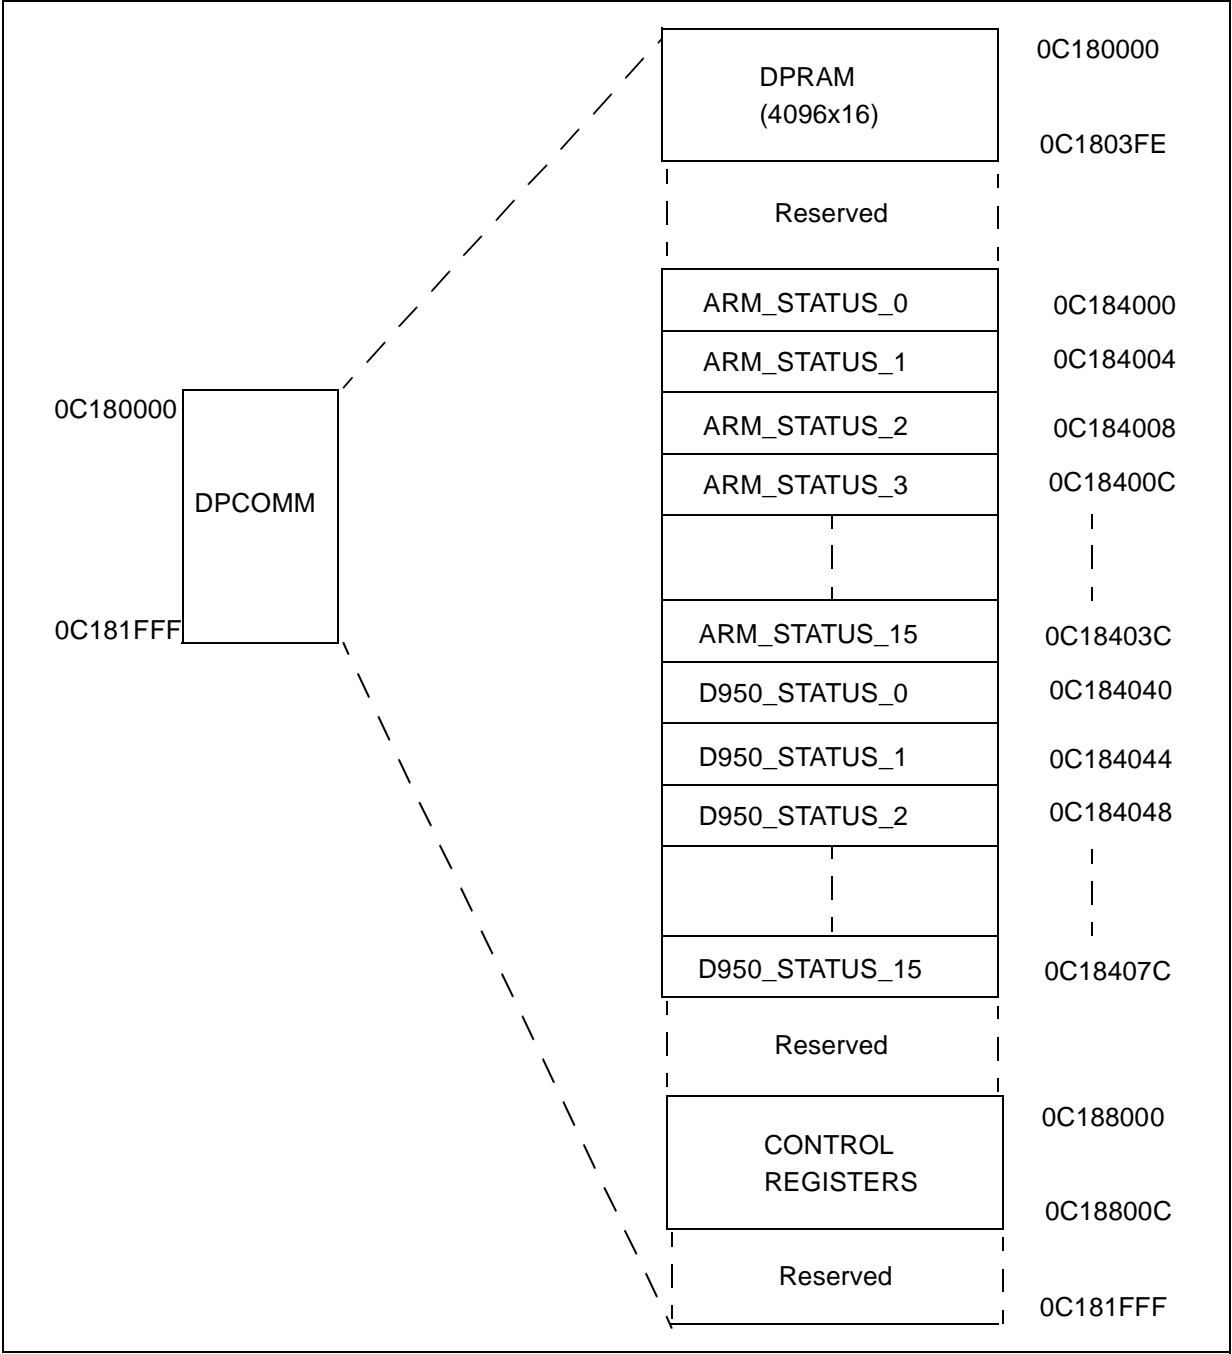 0C180000
DPCOMM
0C181FFF
DPRAM
(4096x16)
0C180000
0C1803FE
Reserved
ARM_STATUS_0
0C184000
ARM_STATUS_1
0C184004
ARM_STATUS_2
0C184008
ARM_STATUS_3
0C18400C
ARM_STATUS_15
0C18403C
D950_STATUS_0
0C184040
D950_STATUS_1
0C184044
D950_STATUS_2
0C184048
D950_STATUS_15
0C18407C
Reserved
CONTROL
REGISTERS
0C188000
0C18800C
Reserved
0C181FFF